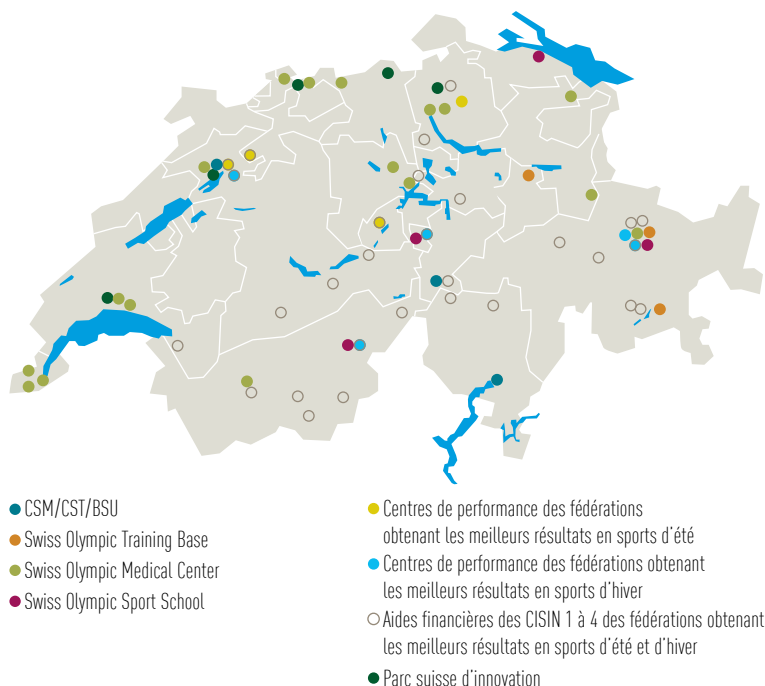 CSM/CST/BSU
Swiss Olympic Training Base
Swiss Olympic Medical Center
Swiss Olympic Sport School
Centres de performance des fédérations
obtenant les meilleurs résultats en sports d'été
Centres de performance des fédérations obtenant
les meilleurs résultats en sports d'hiver
Aides financières des CISIN 1 à 4 des fédérations obtenant
les meilleurs résultats en sports d'été et d'hiver
Parc suisse d'innovation